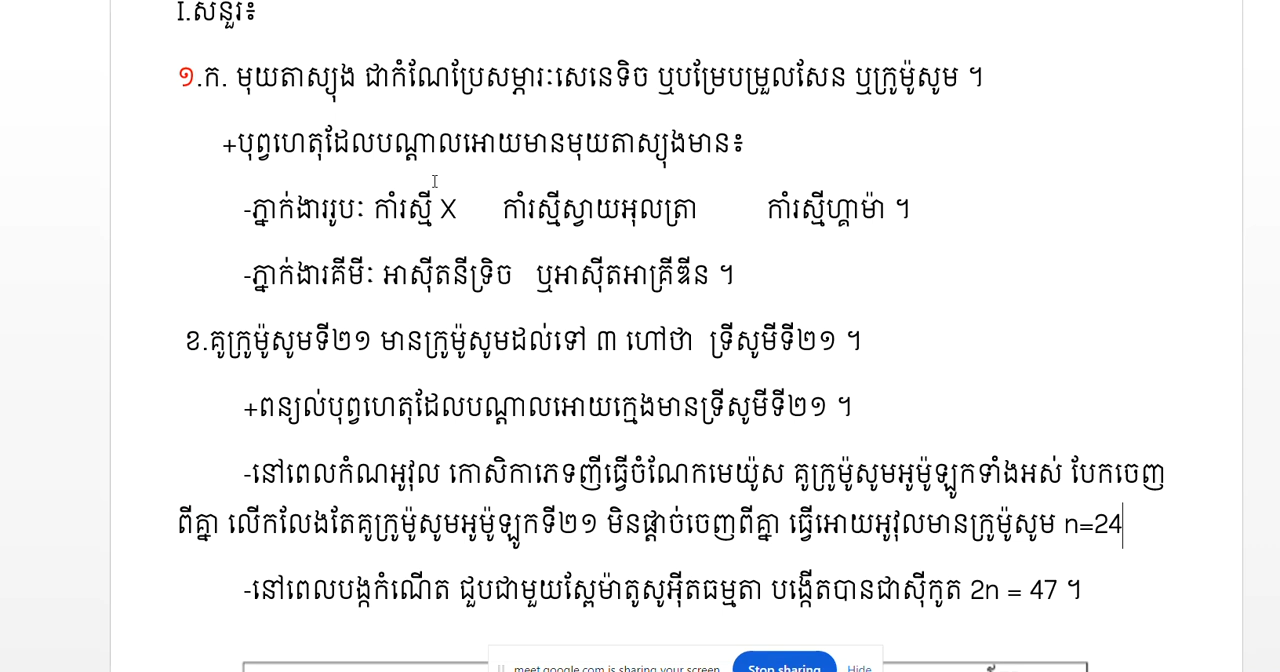 I.សំនួរ៖
១.ក. មុយតាស្យុង ជាកំណែប្រែសម្ភារៈសេនេទិច ឬបម្រែបម្រួលសែន ឬក្រូម៉ូសូម ។
+បុព្វហេតុដែលបណ្ដាលអោយមានមុយតាស្យុងមាន៖
-ភ្នាក់ងាររូបៈ កាំរស្មី X កាំរស្មីស្វាយអុលត្រា កាំរស្មីហ្គាម៉ា ។
-ភ្នាក់ងារគីមីៈ អាស៊ីតនីទ្រិច ឬអាស៊ីតអាគ្រីឌីន ។
ខ.គូក្រូម៉ូសូមទី២១ មានក្រូម៉ូសូមដល់ទៅ ៣ ហៅថា ទ្រីសូមីទី២១ ។
+ពន្យល់បុព្វហេតុដែលបណ្ដាលអោយក្មេងមានទ្រីសូមីទី២១ ។
-នៅពេលកំណអូវុល កោសិកាភេទញីធ្វើចំណែកមេយ៉ូស គូក្រូម៉ូសូមអូម៉ូឡូកទាំងអស់ បែកចេញ
ពីគ្នា លើកលែងតែគូក្រូម៉ូសូមអូម៉ូឡូកទី២១ មិនផ្ដាច់ចេញពីគ្នា ធ្វើអោយអូវុលមានក្រូម៉ូសូម n=24
-នៅពេលបង្កកំណើត ជួបជាមួយស្ពែម៉ាតូសូអ៊ីតធម្មតា បង្កើតបានជាស៊ីកូត 2n = 47 ។
meet.google.com is sharing your screen. Stop sharing Hide